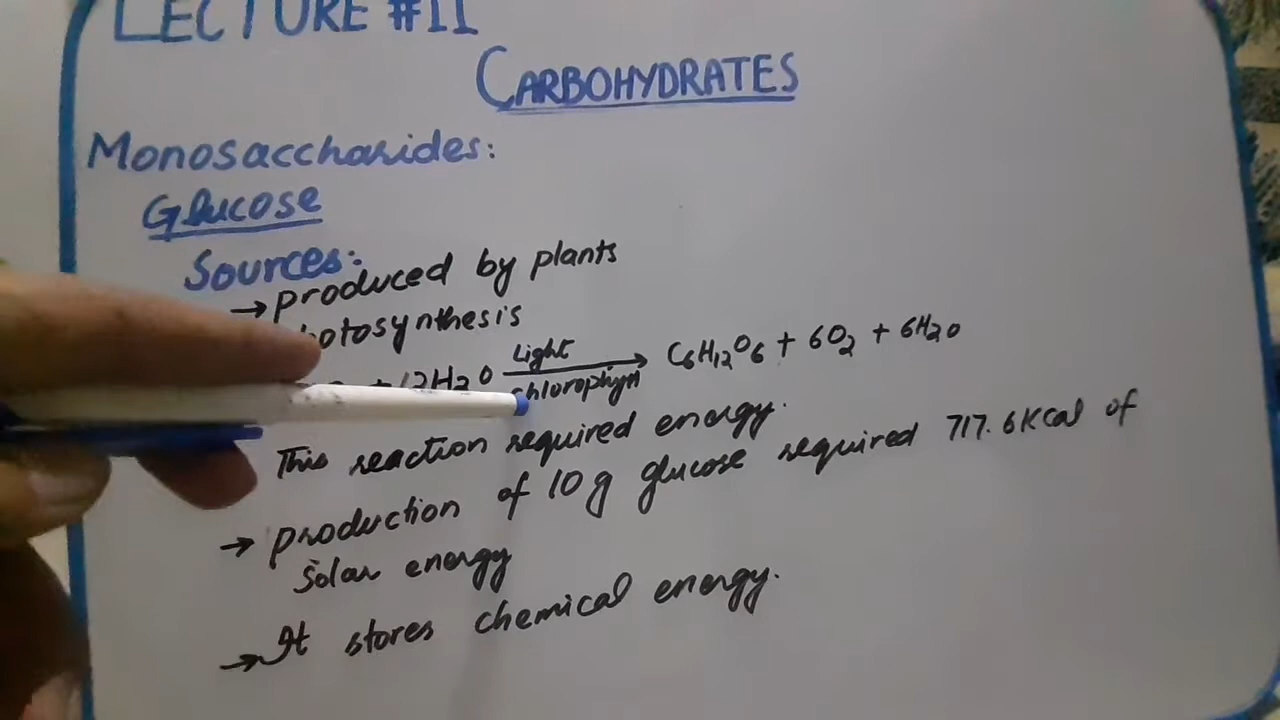 LECTURE #11
CARBOHYDRATES
Monosaccharides:
Glucose
Sources:
→ produced by plants
otosynthesis
+ 12H2O Light chlorophyll → C6H12O6 + 6O2 + 6H2O
This reaction required energy.
→ production of 10g glucose required 717.6Kcal of
solar energy
→ It stores chemical energy.